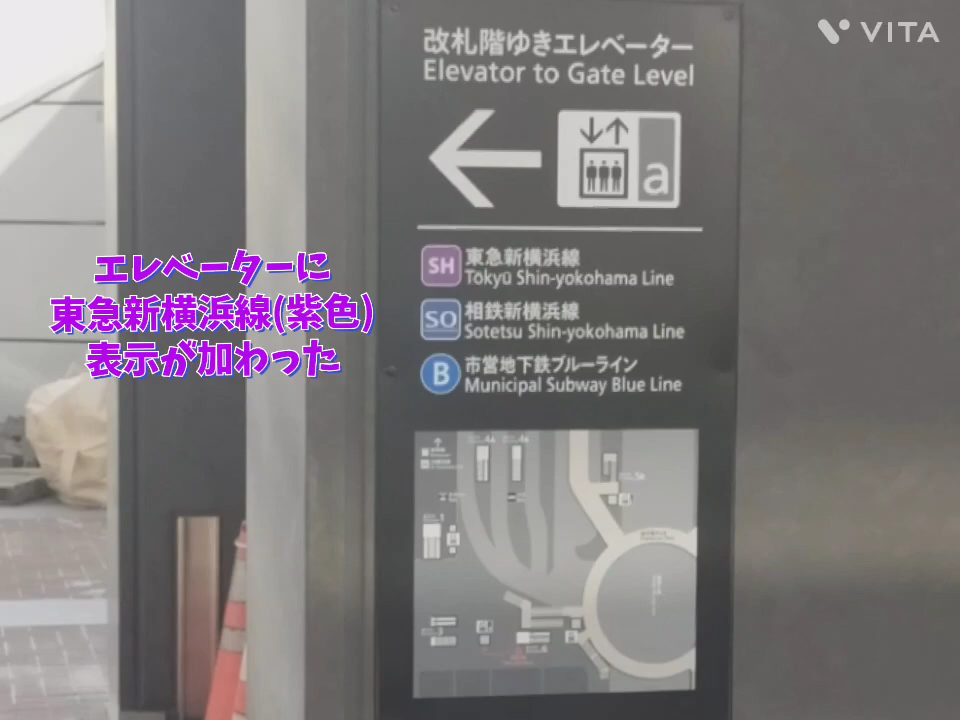 VITA
改札階ゆきエレベーター
Elevator to Gate Level
a
SH 東急新横浜線
Tōkyū Shin-yokohama Line
SO 相鉄新横浜線
Sotetsu Shin-yokohama Line
B 市営地下鉄ブルーライン
Municipal Subway Blue Line
エレベーターに
東急新横浜線(紫色)
表示が加わった